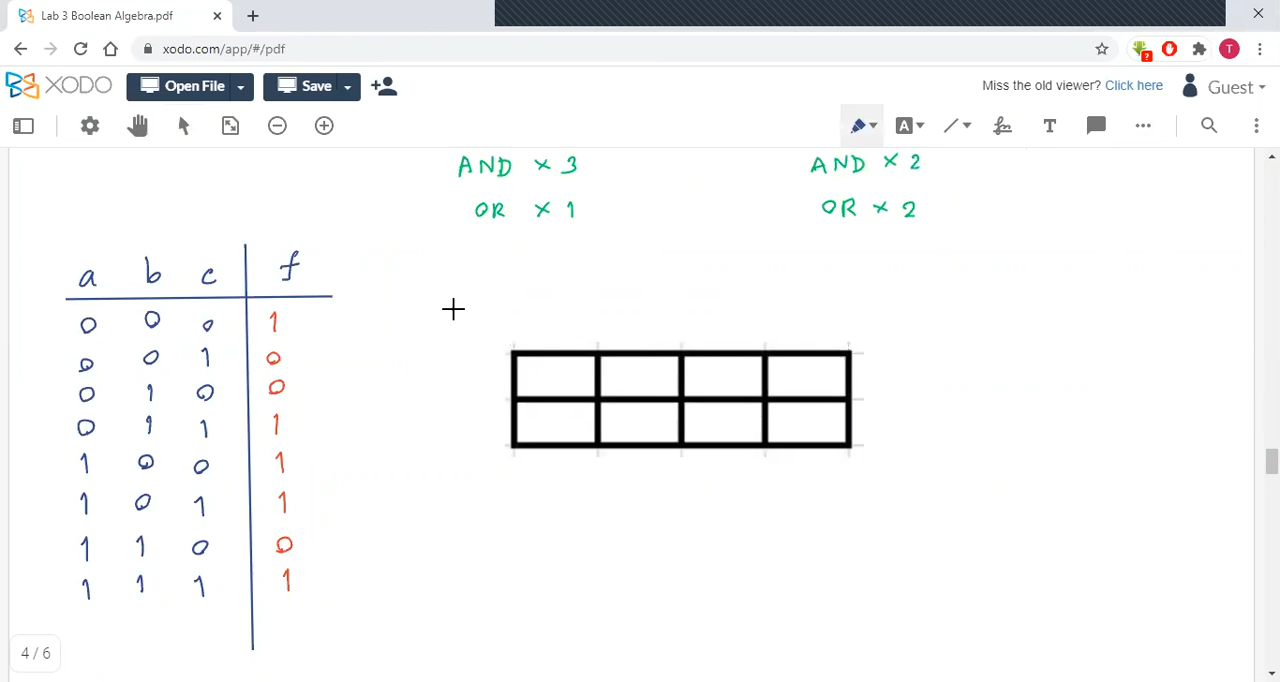 Lab 3 Boolean Algebra.pdf
xodo.com/app/#/pdf
?
T
XODO
Open File
Save
Miss the old viewer? Click here
Guest
A
T
AND × 3
AND × 2
OR × 1
OR × 2
a b c f
0 0 0 1
0 0 1 0
0 1 0 0
0 1 1 1
1 0 0 1
1 0 1 1
1 1 0 0
1 1 1 1
4 / 6